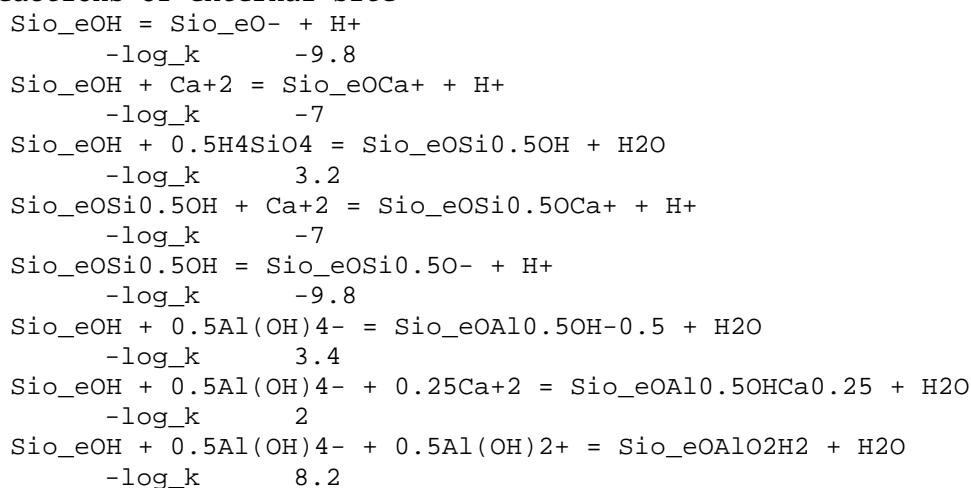 Sio_eOH = Sio_eO- + H+
-log_k -9.8
Sio_eOH + Ca+2 = Sio_eOCa+ + H+
-log_k -7
Sio_eOH + 0.5H4SiO4 = Sio_eOSi0.5OH + H2O
-log_k 3.2
Sio_eOSi0.5OH + Ca+2 = Sio_eOSi0.5OCa+ + H+
-log_k -7
Sio_eOSi0.5OH = Sio_eOSi0.5O- + H+
-log_k -9.8
Sio_eOH + 0.5Al(OH)4- = Sio_eOAl0.5OH-0.5 + H2O
-log_k 3.4
Sio_eOH + 0.5Al(OH)4- + 0.25Ca+2 = Sio_eOAl0.5OHCa0.25 + H2O
-log_k 2
Sio_eOH + 0.5Al(OH)4- + 0.5Al(OH)2+ = Sio_eOAlO2H2 + H2O
-log_k 8.2